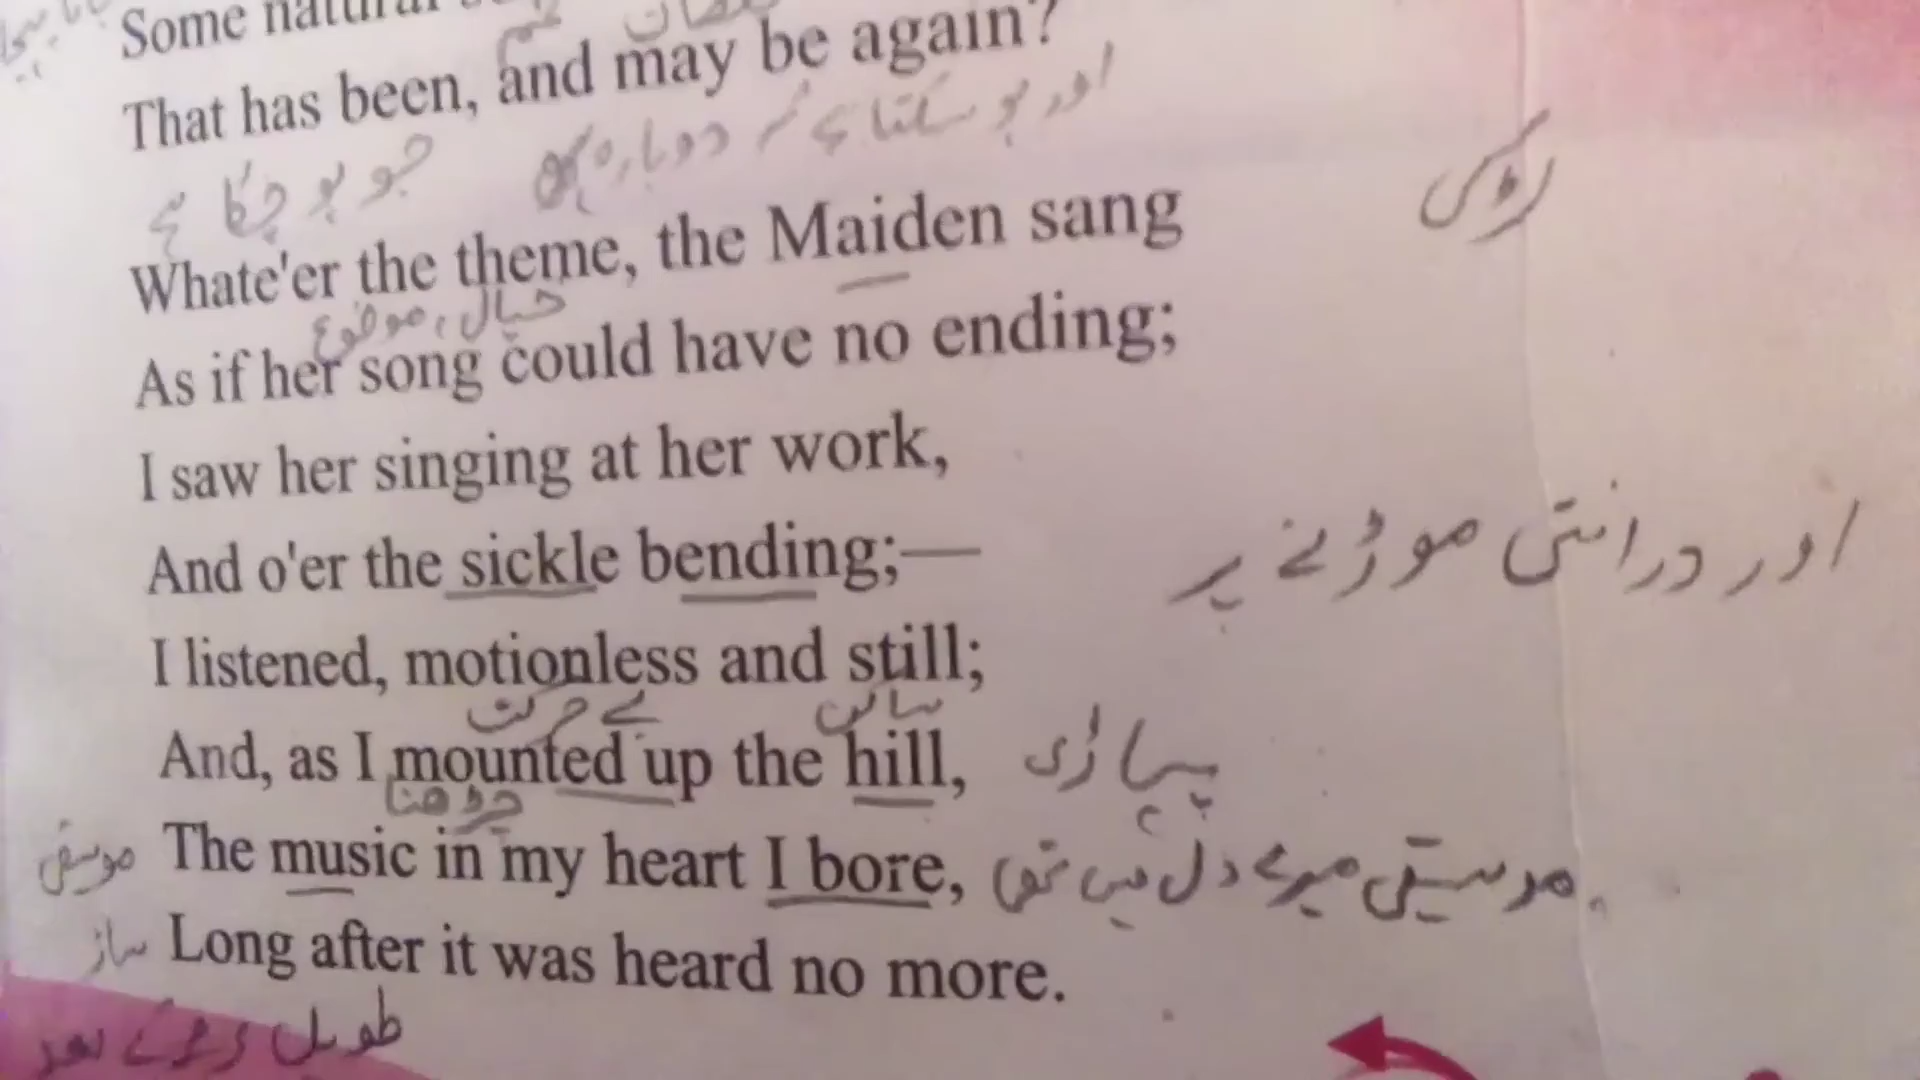 Some natural
That has been, and may be again?
اور ہو سکتا ہے دوبارہ
جو ہو چکا ہے
Whate'er the theme, the Maiden sang
لڑکی
خیال، موضوع
As if her song could have no ending;
I saw her singing at her work,
And o'er the sickle bending;—
اور درانتی موڑنے پر
I listened, motionless and still;
بے حرکت
And, as I mounted up the hill,
پہاڑی
چڑھنا
The music in my heart I bore,
موسیقی میرے دل میں تھی
موسیقی
Long after it was heard no more.
ساز
طویل